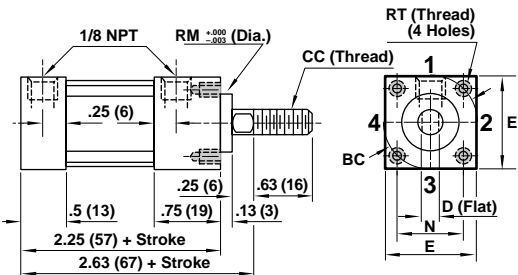 1/8 NPT
RM +.000 -.003 (Dia.)
RT (Thread)
(4 Holes)
CC (Thread)
1
.25 (6)
4
2
E
BC
3
.25 (6)
.63 (16)
D (Flat)
.5 (13)
.75 (19)
.13 (3)
N
2.25 (57) + Stroke
E
2.63 (67) + Stroke